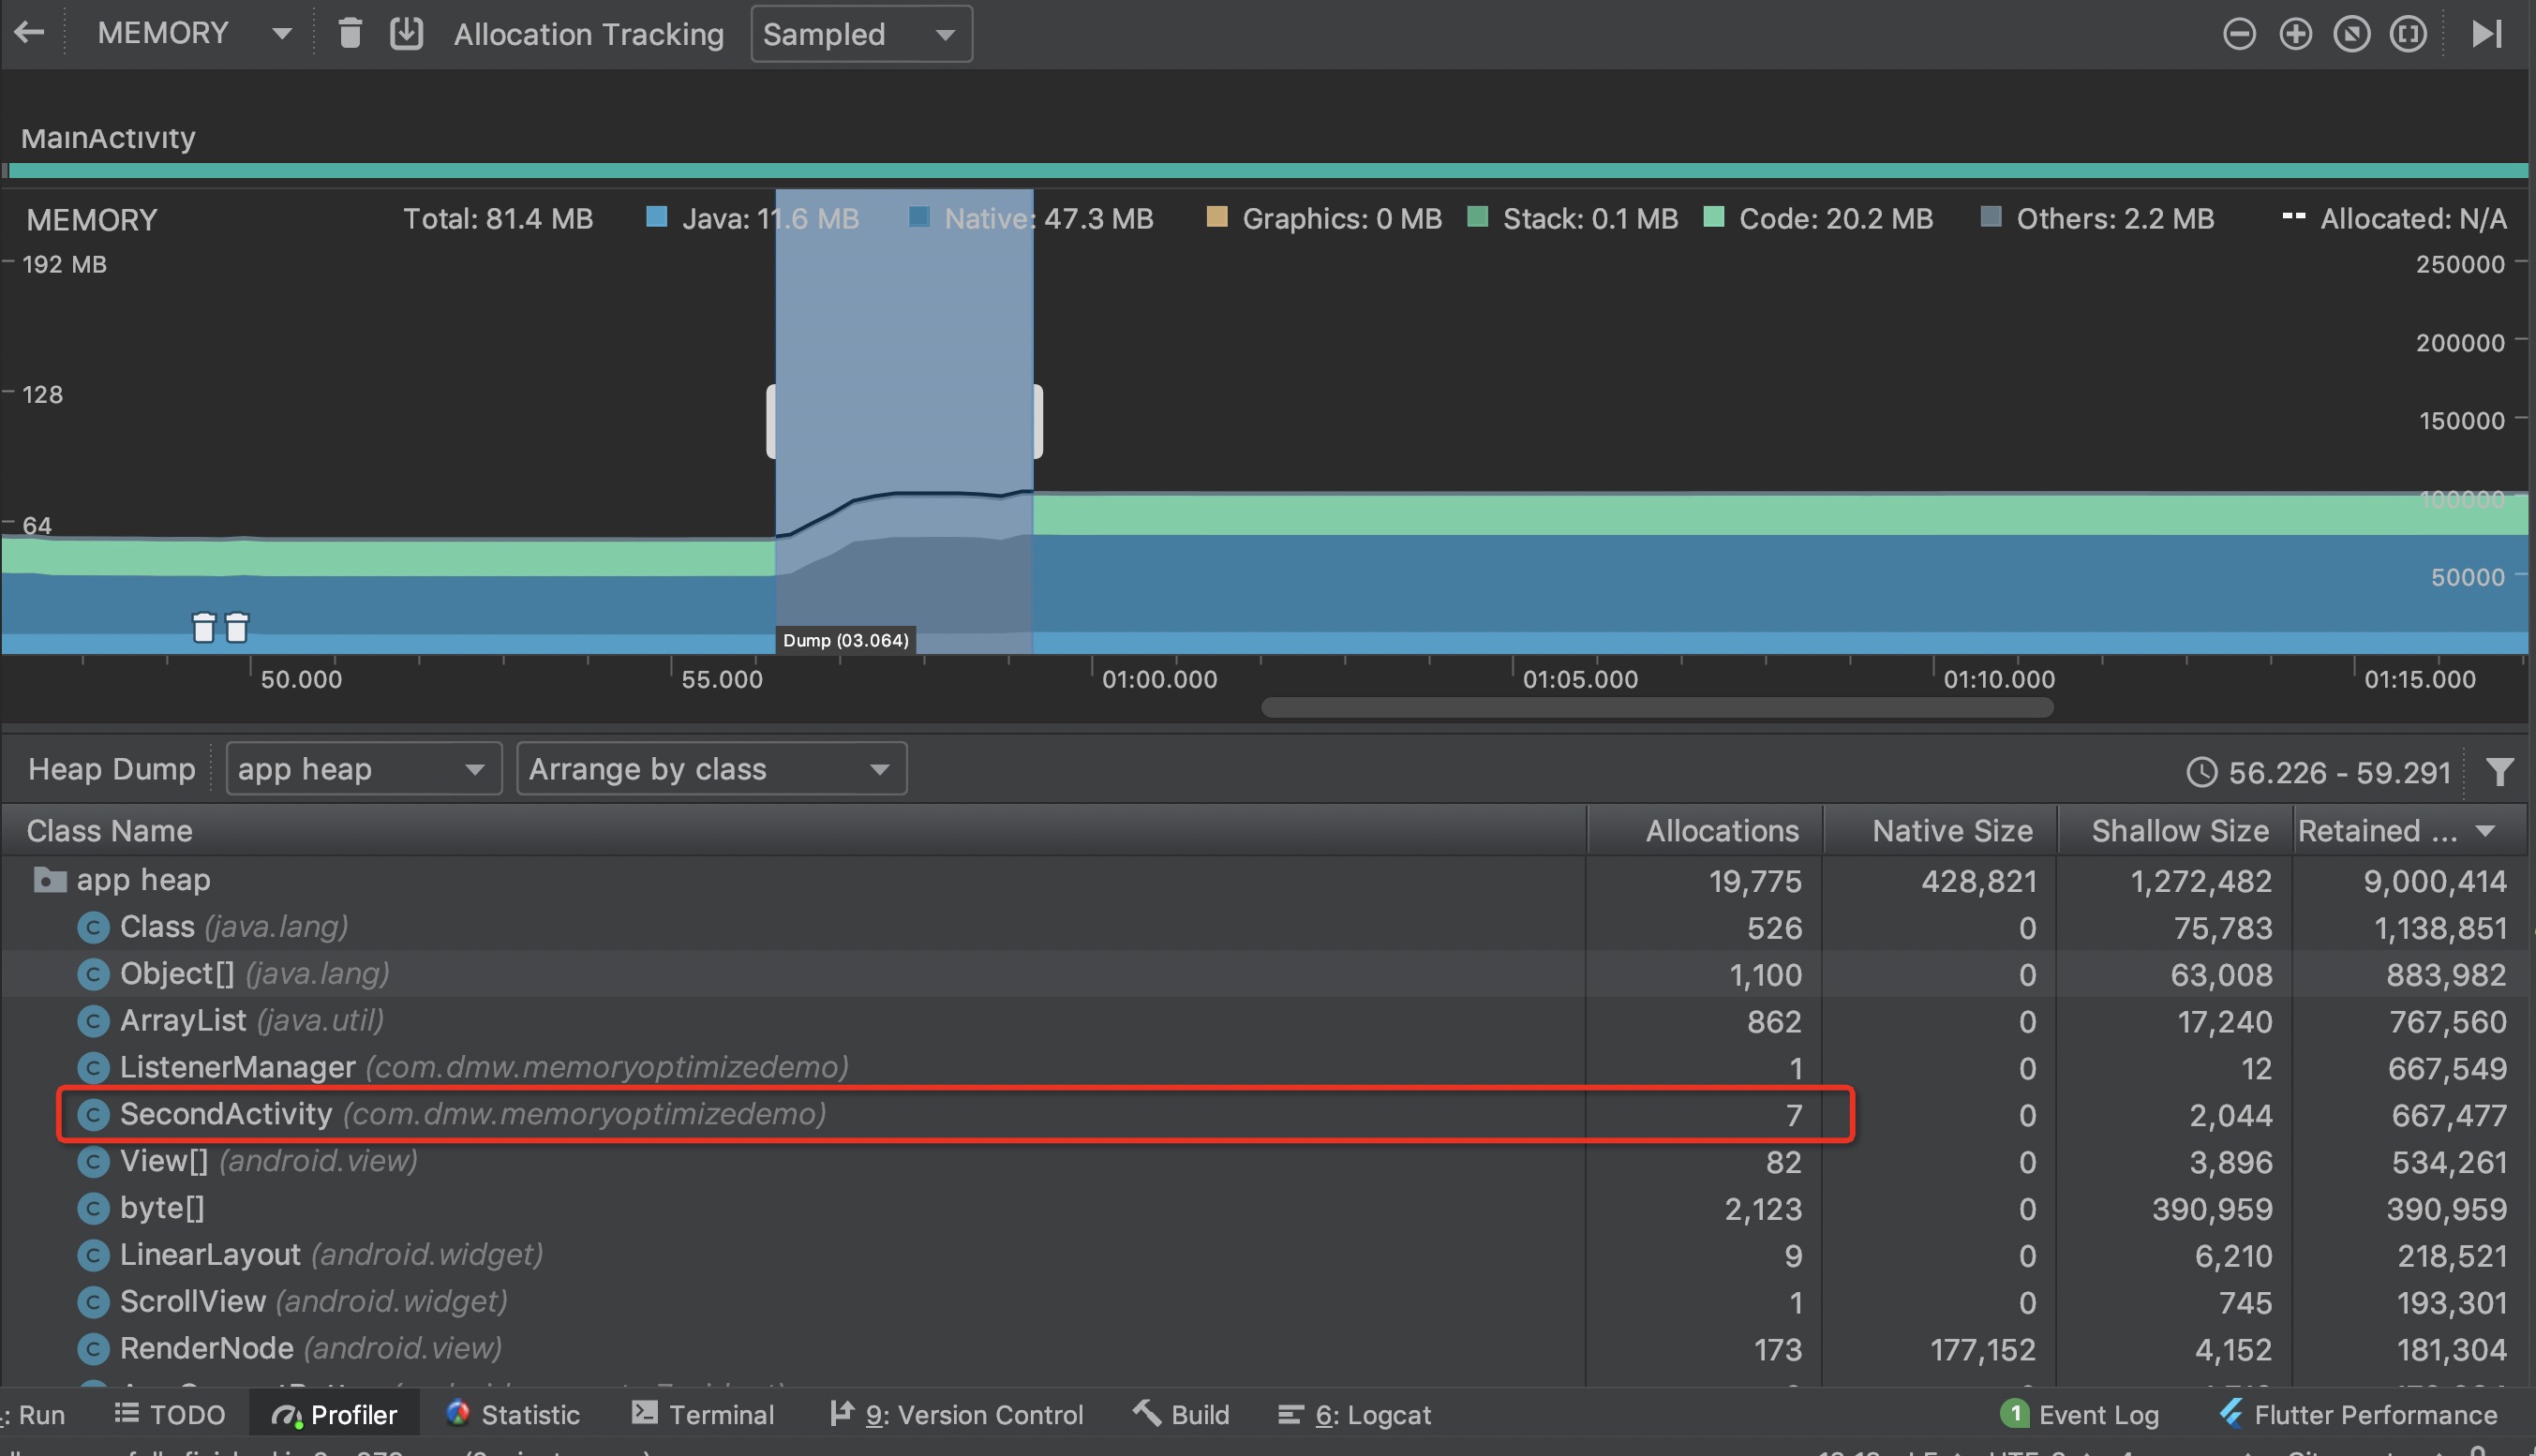 MEMORY Allocation Tracking Sampled
MainActivity
MEMORY Total: 81.4 MB Java: 11.6 MB Native: 47.3 MB Graphics: 0 MB Stack: 0.1 MB Code: 20.2 MB Others: 2.2 MB Allocated: N/A
192 MB 250000
200000
128
150000
100000
64
50000
Dump (03.064)
50.000 55.000 01:00.000 01:05.000 01:10.000 01:15.000
Heap Dump app heap Arrange by class 56.226 - 59.291
Class Name Allocations Native Size Shallow Size Retained ...
app heap 19,775 428,821 1,272,482 9,000,414
Class (java.lang) 526 0 75,783 1,138,851
Object[] (java.lang) 1,100 0 63,008 883,982
ArrayList (java.util) 862 0 17,240 767,560
ListenerManager (com.dmw.memoryoptimizedemo) 1 0 12 667,549
SecondActivity (com.dmw.memoryoptimizedemo) 7 0 2,044 667,477
View[] (android.view) 82 0 3,896 534,261
byte[] 2,123 0 390,959 390,959
LinearLayout (android.widget) 9 0 6,210 218,521
ScrollView (android.widget) 1 0 745 193,301
RenderNode (android.view) 173 177,152 4,152 181,304
: Run TODO Profiler Statistic Terminal 9: Version Control Build 6: Logcat 1 Event Log Flutter Performance